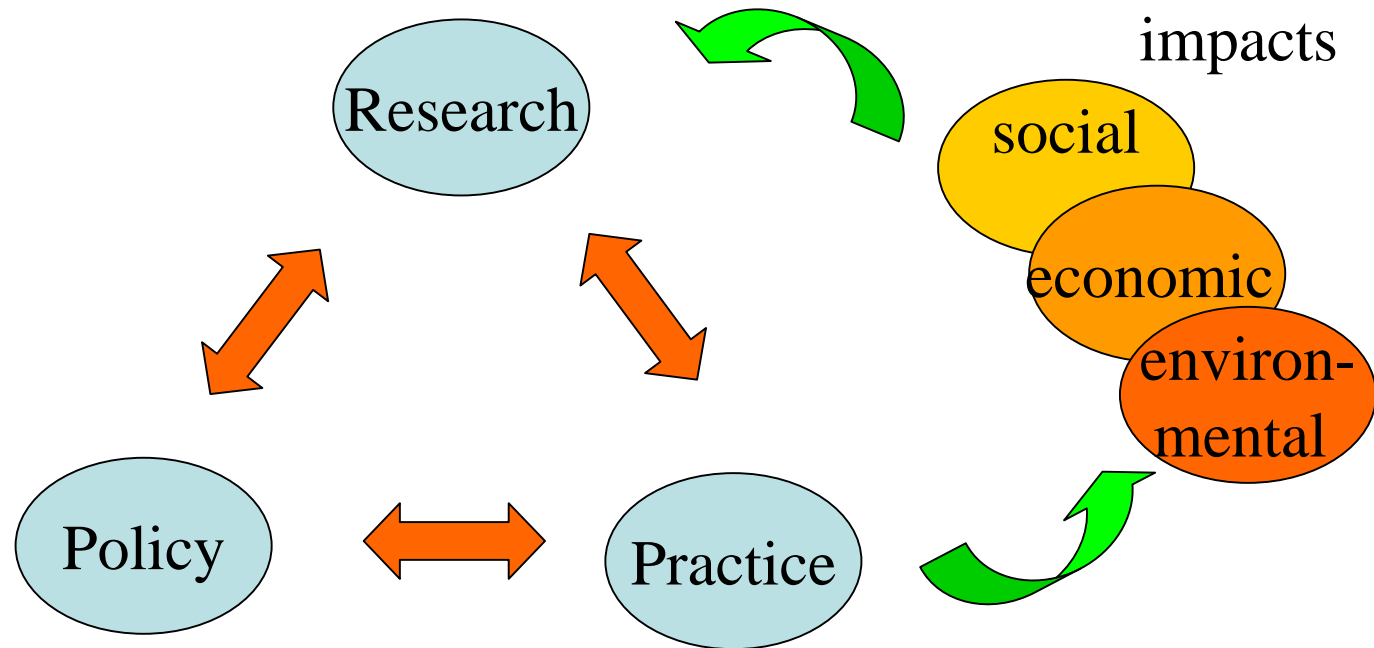 impacts
Research
social
economic
environ-
mental
Policy
Practice